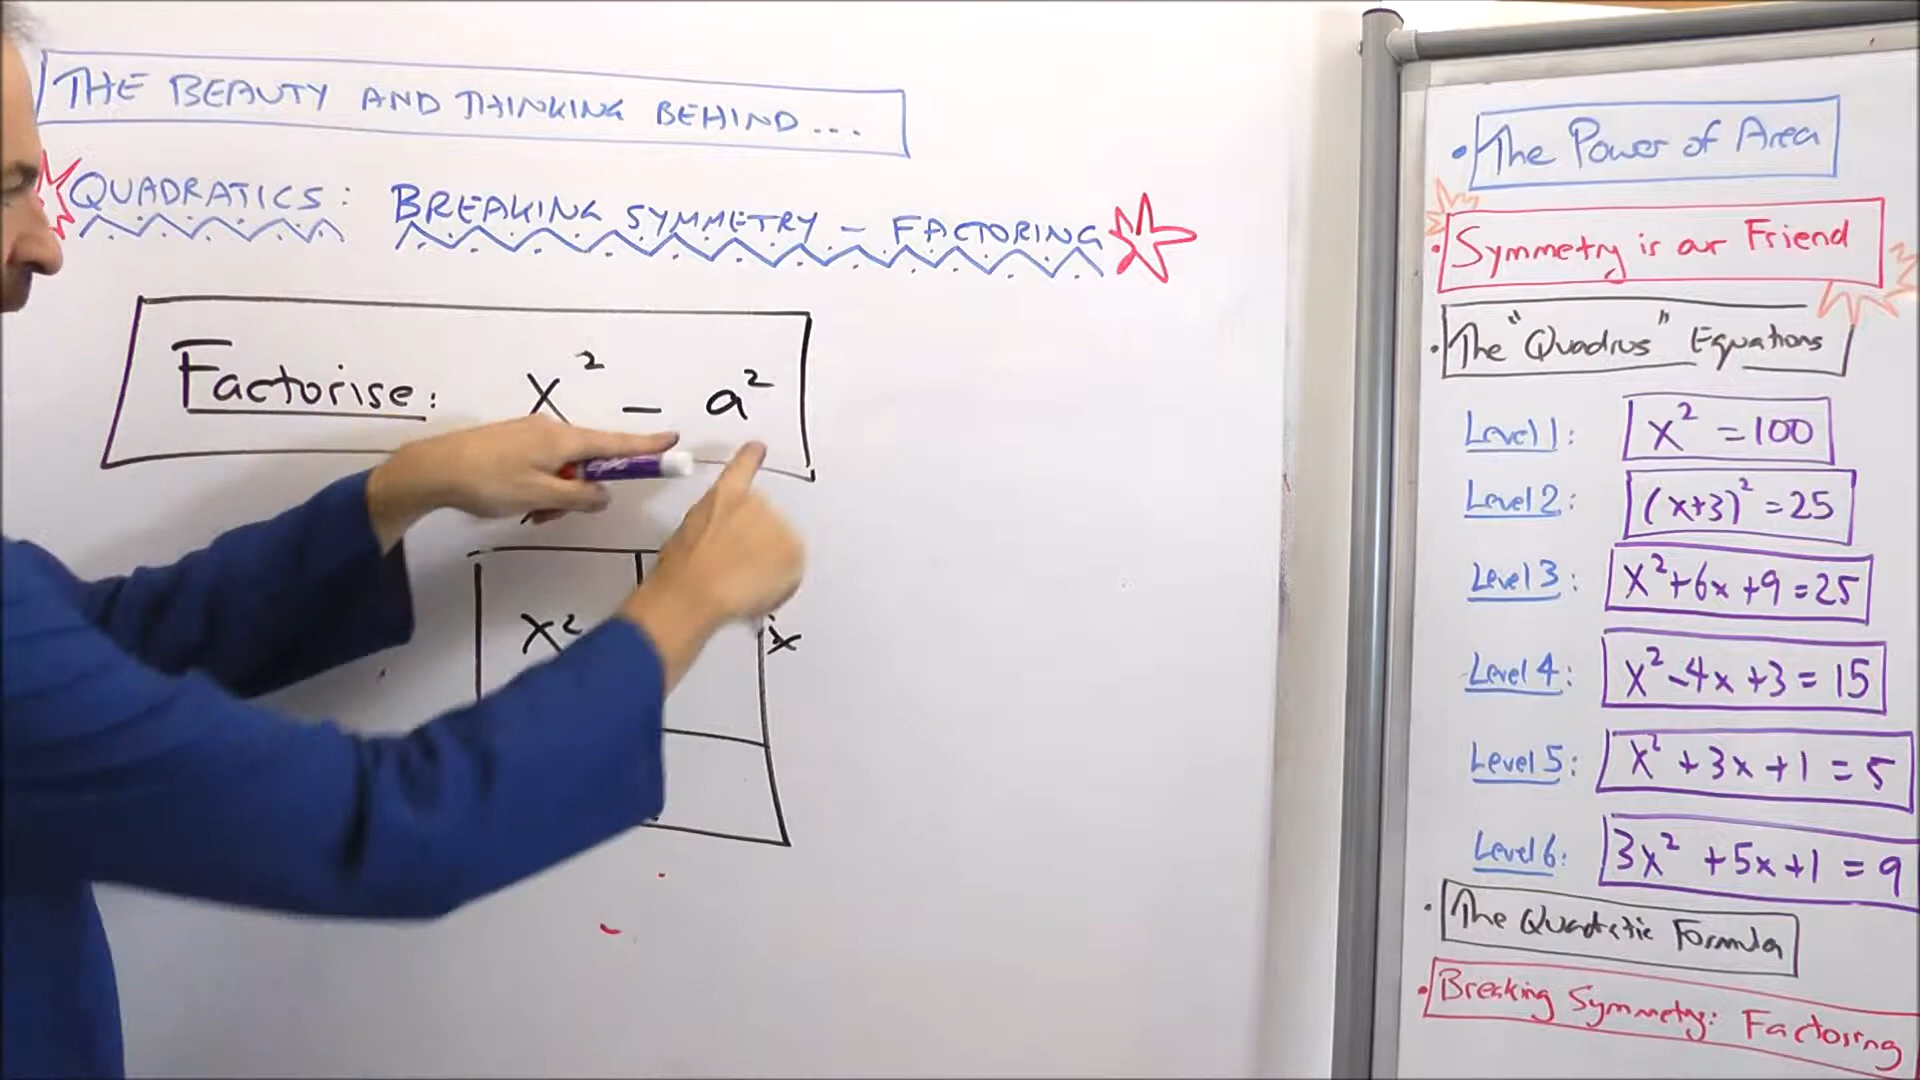 THE BEAUTY AND THINKING BEHIND...
QUADRATICS: BREAKING SYMMETRY - FACTORING
Factorise: x² - a²
x²
x
• The Power of Area
• Symmetry is our Friend
• The "Quadrus" Equations
Level 1: x² = 100
Level 2: (x+3)² = 25
Level 3: x²+6x+9=25
Level 4: x²-4x+3=15
Level 5: x²+3x+1=5
Level 6: 3x²+5x+1=9
• The Quadratic Formula
• Breaking Symmetry: Factoring